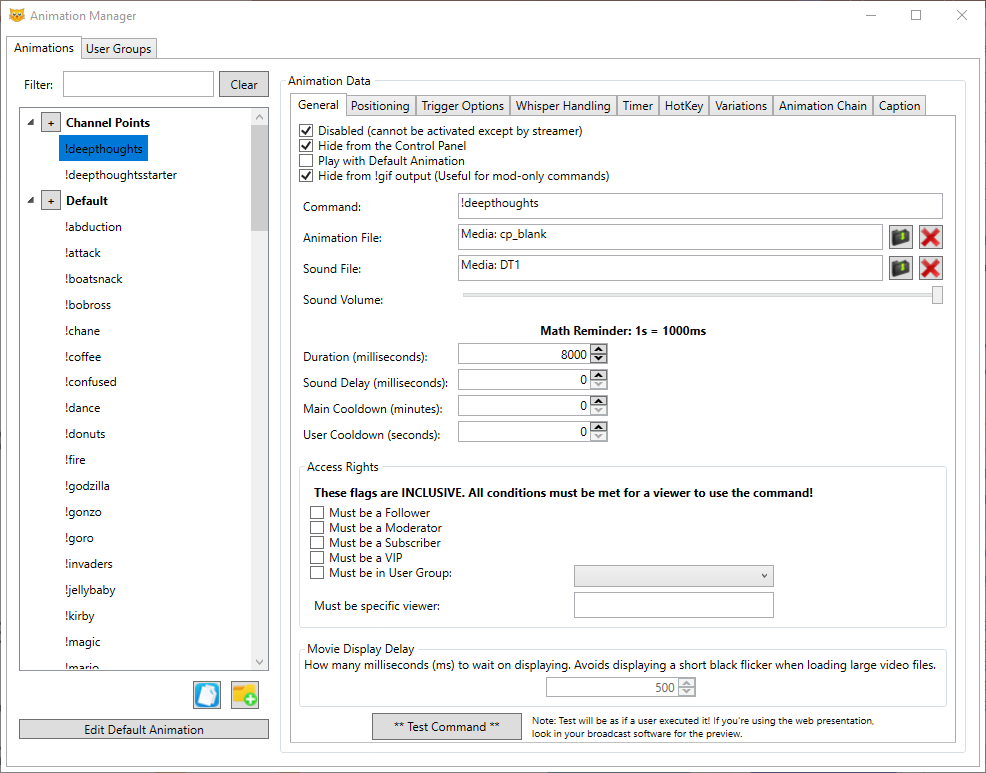 Animation Manager
Animations User Groups
Filter: Clear
+ Channel Points
!deepthoughts
!deepthoughtsstarter
+ Default
!abduction
!attack
!boatsnack
!bobross
!chane
!coffee
!confused
!dance
!donuts
!fire
!godzilla
!gonzo
!goro
!invaders
!jellybaby
!kirby
!magic
!mario
Edit Default Animation
Animation Data
General Positioning Trigger Options Whisper Handling Timer HotKey Variations Animation Chain Caption
Disabled (cannot be activated except by streamer)
Hide from the Control Panel
Play with Default Animation
Hide from !gif output (Useful for mod-only commands)
Command: !deepthoughts
Animation File: Media: cp_blank
Sound File: Media: DT1
Sound Volume:
Math Reminder: 1s = 1000ms
Duration (milliseconds): 8000
Sound Delay (milliseconds): 0
Main Cooldown (minutes): 0
User Cooldown (seconds): 0
Access Rights
These flags are INCLUSIVE. All conditions must be met for a viewer to use the command!
Must be a Follower
Must be a Moderator
Must be a Subscriber
Must be a VIP
Must be in User Group:
Must be specific viewer:
Movie Display Delay
How many milliseconds (ms) to wait on displaying. Avoids displaying a short black flicker when loading large video files.
500
** Test Command **
Note: Test will be as if a user executed it! If you're using the web presentation,
look in your broadcast software for the preview.